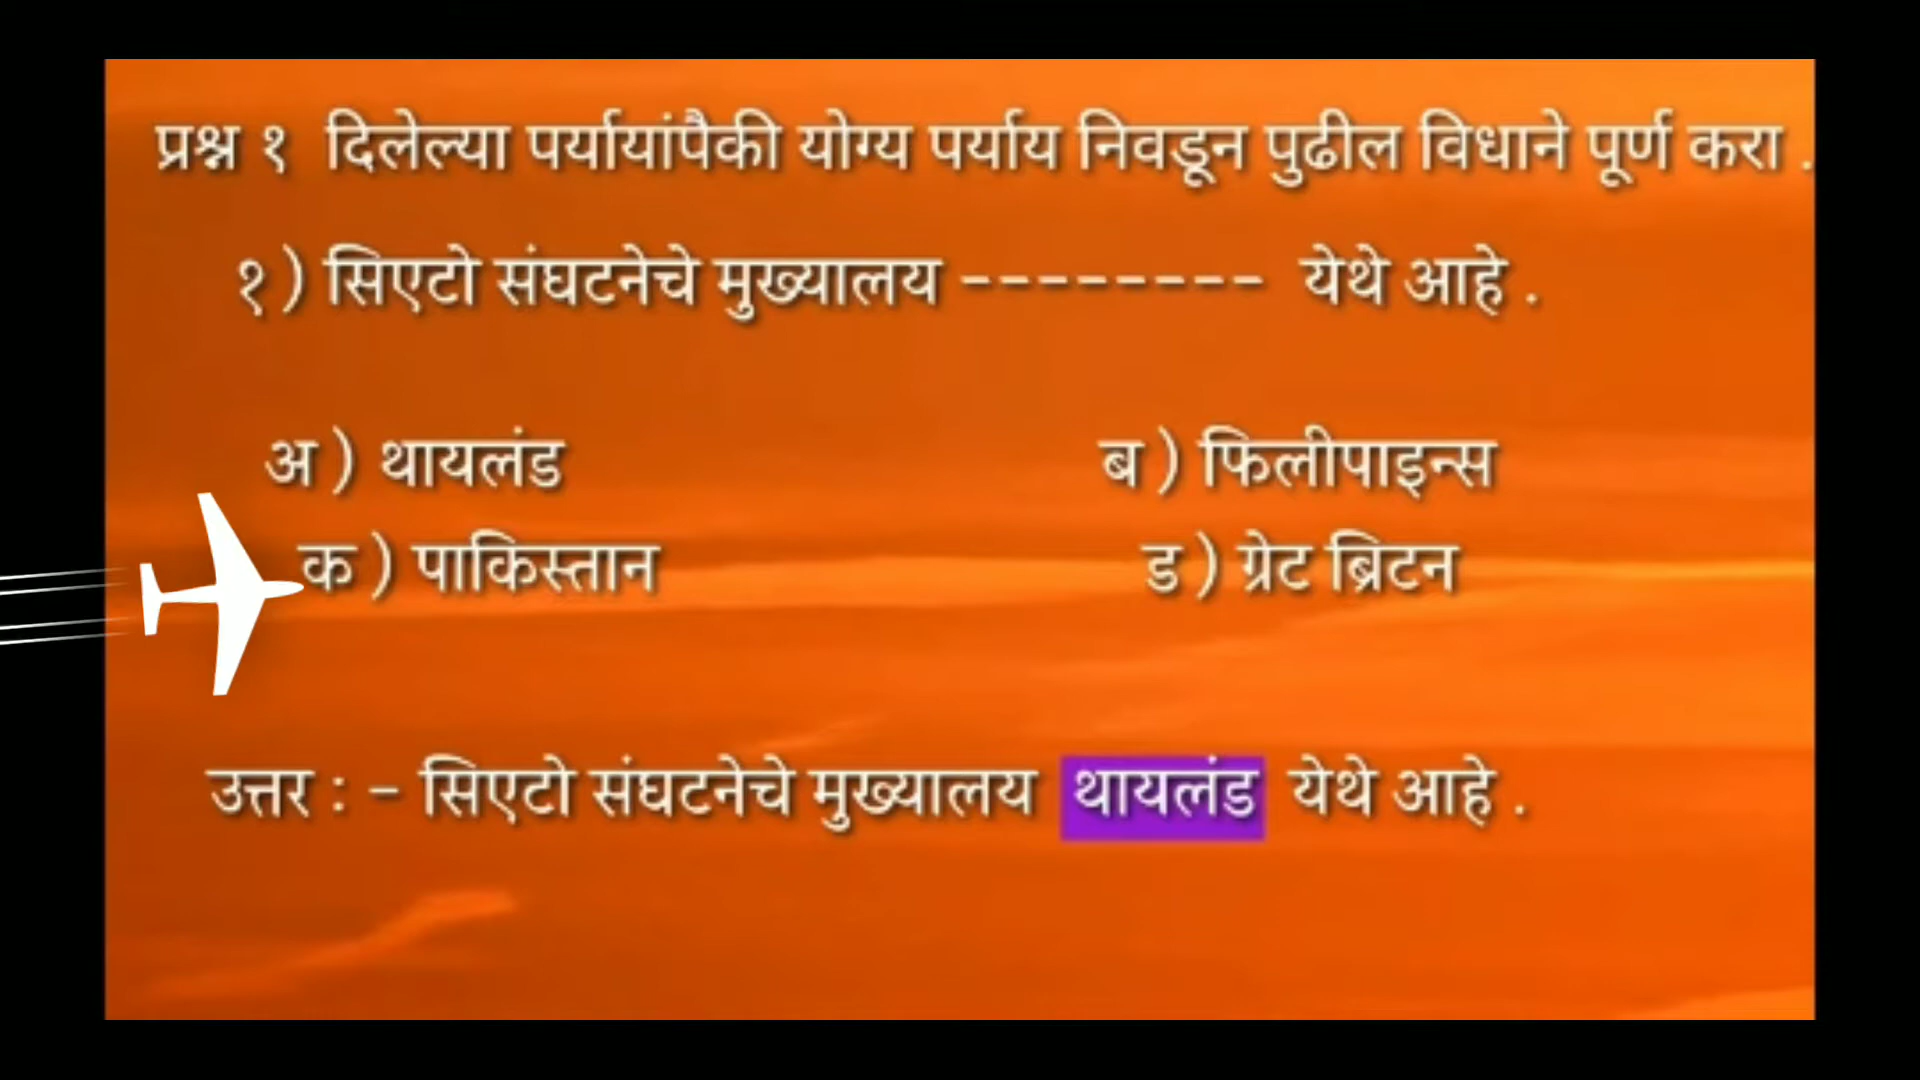 प्रश्न १ दिलेल्या पर्यायांपैकी योग्य पर्याय निवडून पुढील विधाने पूर्ण करा .
१ ) सिएटो संघटनेचे मुख्यालय -------- येथे आहे .
अ ) थायलंड ब ) फिलीपाइन्स
क ) पाकिस्तान ड ) ग्रेट ब्रिटन
उत्तर : - सिएटो संघटनेचे मुख्यालय थायलंड येथे आहे .